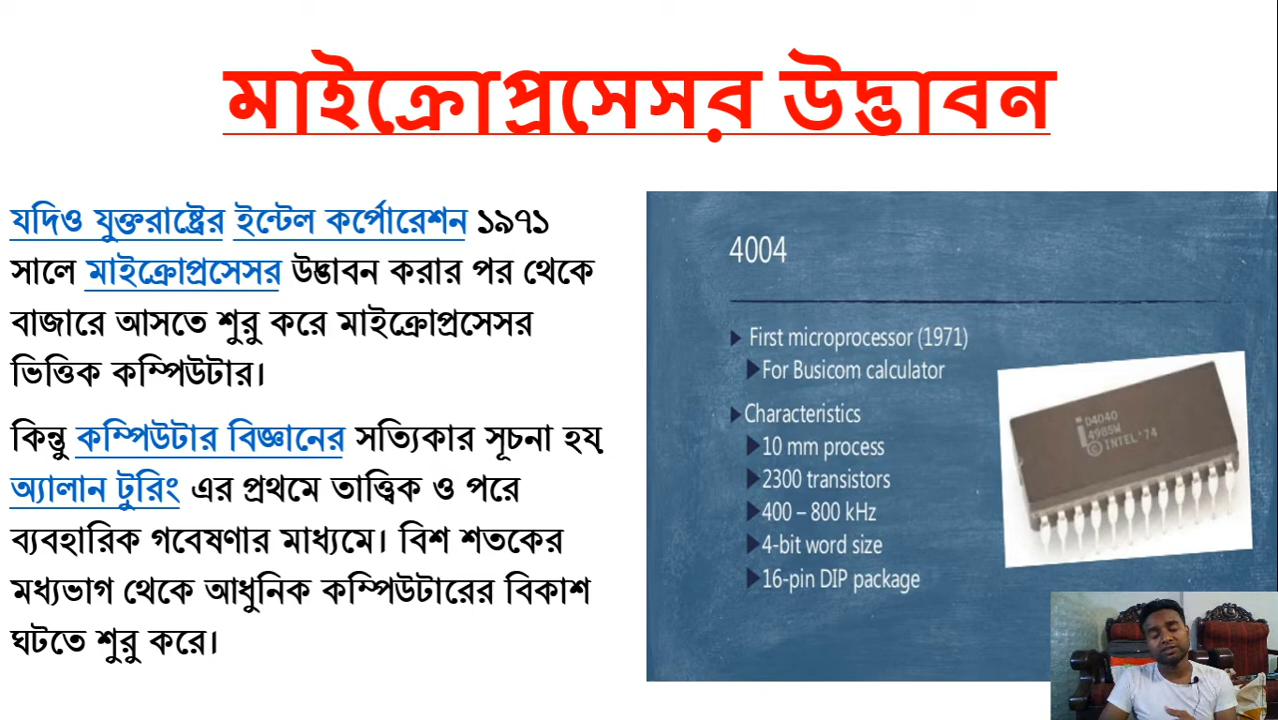 মাইক্রোপ্রসেসর উদ্ভাবন
যদিও যুক্তরাষ্ট্রের ইন্টেল কর্পোরেশন ১৯৭১
সালে মাইক্রোপ্রসেসর উদ্ভাবন করার পর থেকে
বাজারে আসতে শুরু করে মাইক্রোপ্রসেসর
ভিত্তিক কম্পিউটার।
কিন্তু কম্পিউটার বিজ্ঞানের সত্যিকার সূচনা হয়
অ্যালান টুরিং এর প্রথমে তাত্ত্বিক ও পরে
ব্যবহারিক গবেষণার মাধ্যমে। বিশ শতকের
মধ্যভাগ থেকে আধুনিক কম্পিউটারের বিকাশ
ঘটতে শুরু করে।
4004
First microprocessor (1971)
For Busicom calculator
Characteristics
10 mm process
2300 transistors
400 – 800 kHz
4-bit word size
16-pin DIP package
i D4040
4985W
© INTEL '74